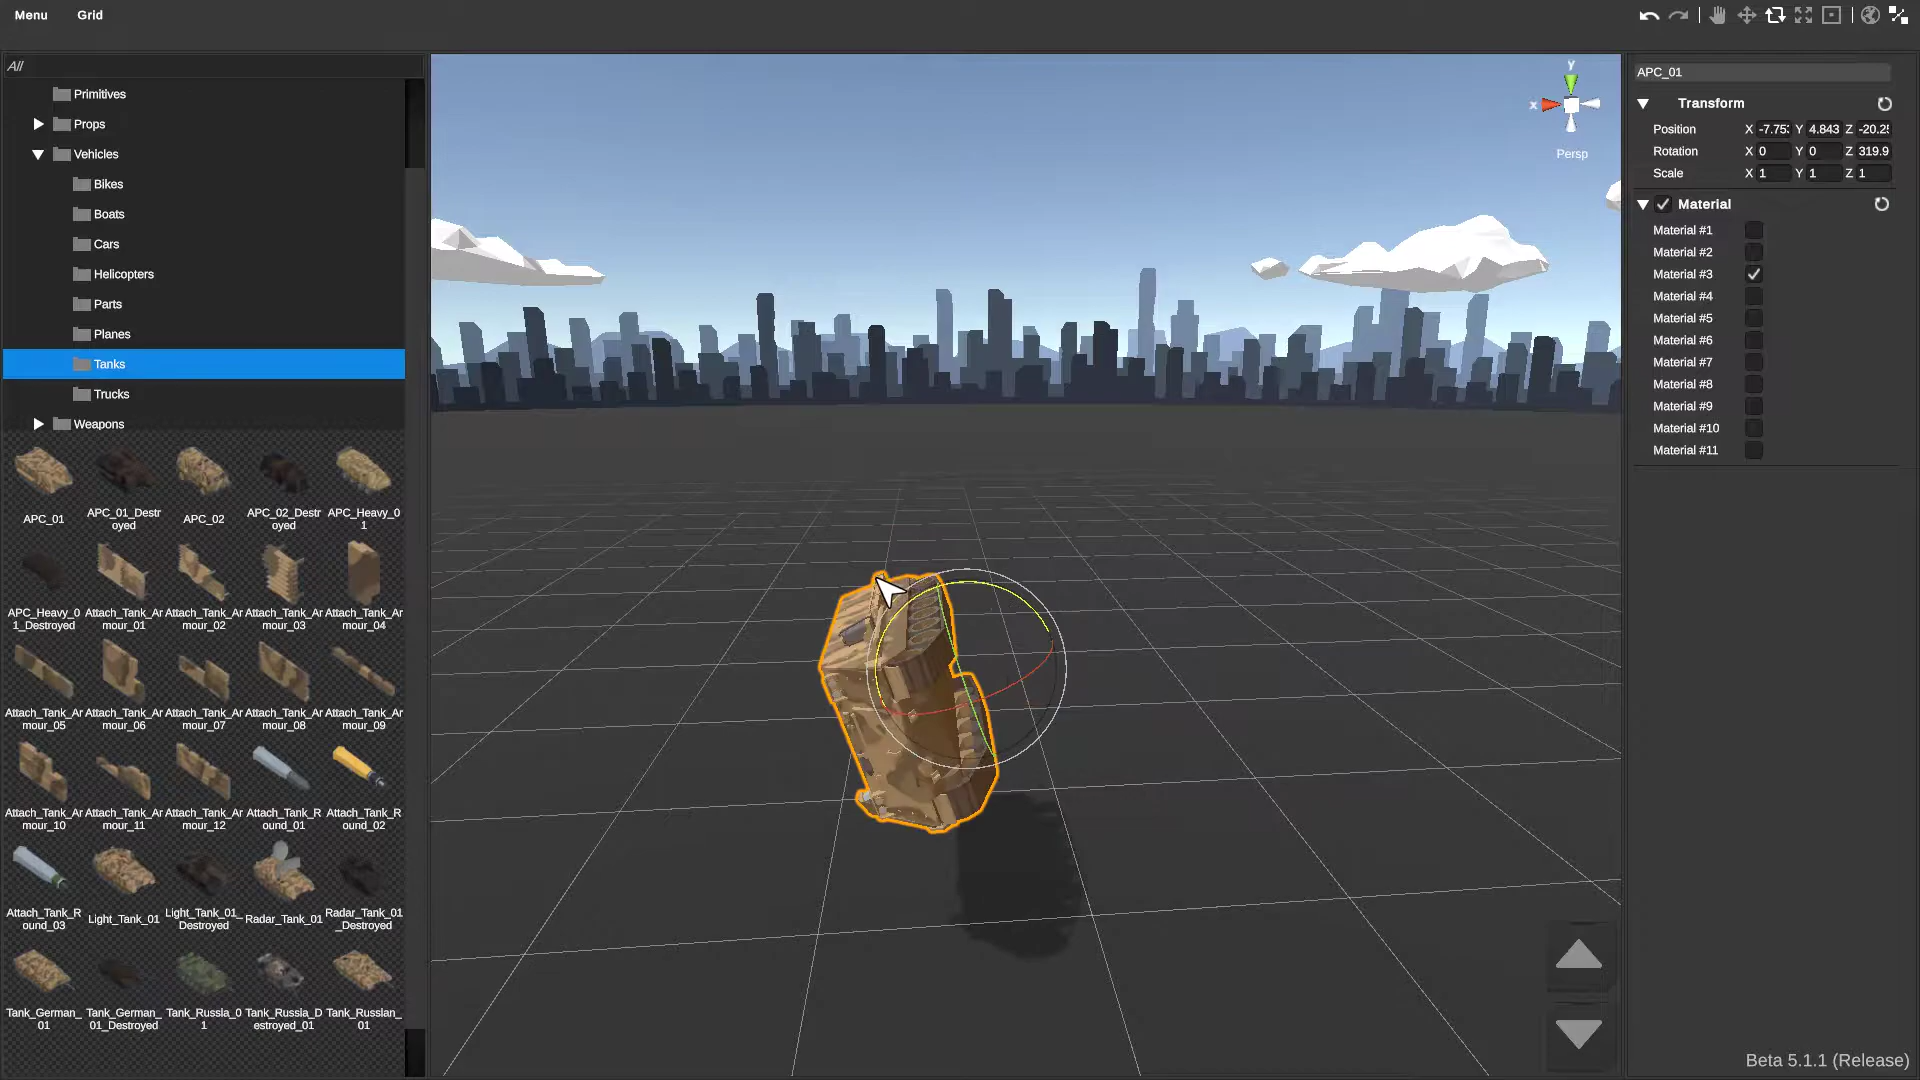 Menu Grid
All
Primitives
Props
Vehicles
Bikes
Boats
Cars
Helicopters
Parts
Planes
Tanks
Trucks
Weapons
APC_01
APC_01_Destr
oyed
APC_02
APC_02_Destr
oyed
APC_Heavy_0
1
APC_Heavy_0
1_Destroyed
Attach_Tank_Ar
mour_01
Attach_Tank_Ar
mour_02
Attach_Tank_Ar
mour_03
Attach_Tank_Ar
mour_04
Attach_Tank_Ar
mour_05
Attach_Tank_Ar
mour_06
Attach_Tank_Ar
mour_07
Attach_Tank_Ar
mour_08
Attach_Tank_Ar
mour_09
Attach_Tank_Ar
mour_10
Attach_Tank_Ar
mour_11
Attach_Tank_Ar
mour_12
Attach_Tank_R
ound_01
Attach_Tank_R
ound_02
Attach_Tank_R
ound_03
Light_Tank_01
Light_Tank_01_
Destroyed
Radar_Tank_01
Radar_Tank_01
_Destroyed
Tank_German_
01
Tank_German_
01_Destroyed
Tank_Russia_0
1
Tank_Russia_D
estroyed_01
Tank_Russian_
01
y
x
Persp
APC_01
Transform
Position X -7.75 Y 4.843 Z -20.2
Rotation X 0 Y 0 Z 319.9
Scale X 1 Y 1 Z 1
Material
Material #1
Material #2
Material #3
Material #4
Material #5
Material #6
Material #7
Material #8
Material #9
Material #10
Material #11
Beta 5.1.1 (Release)